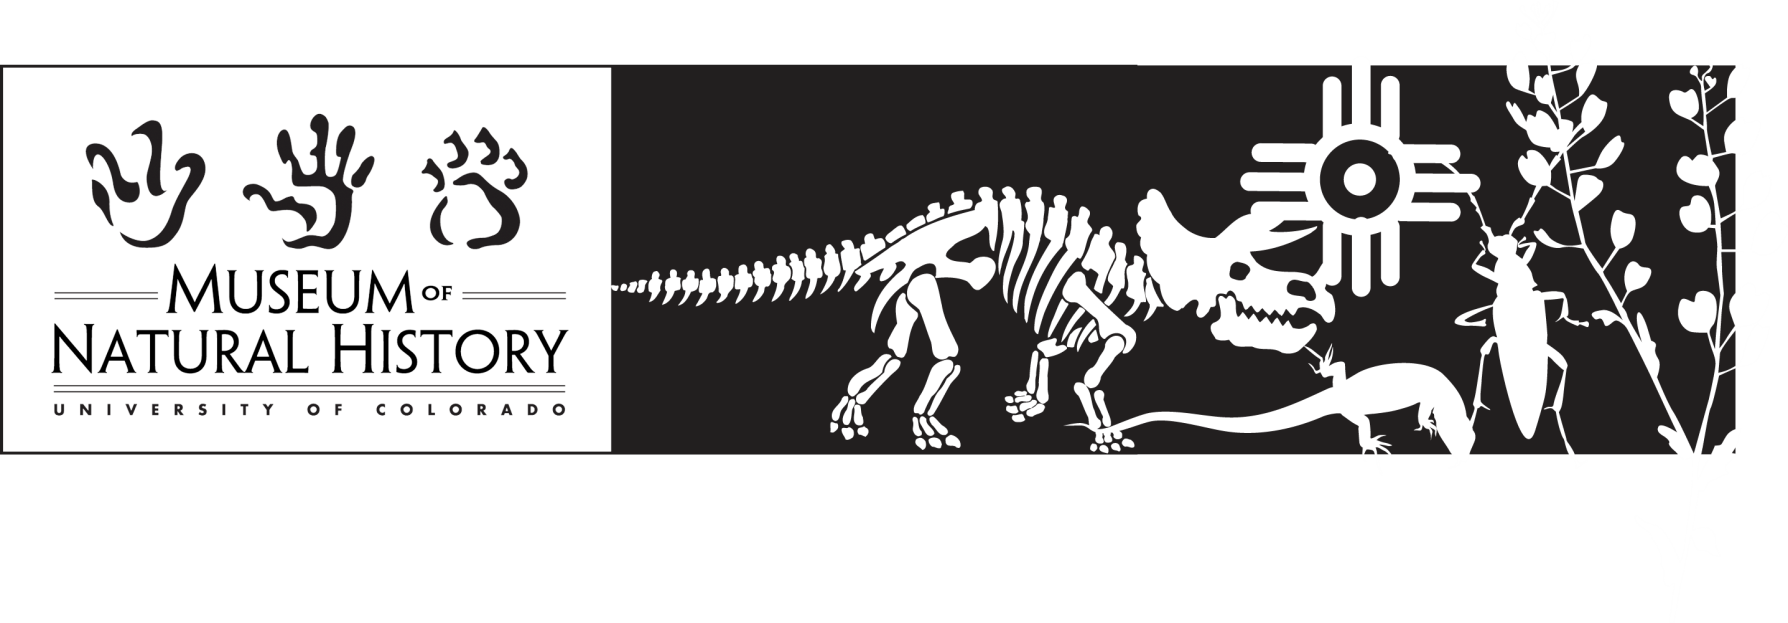 MUSEUM OF
NATURAL HISTORY
UNIVERSITY OF COLORADO